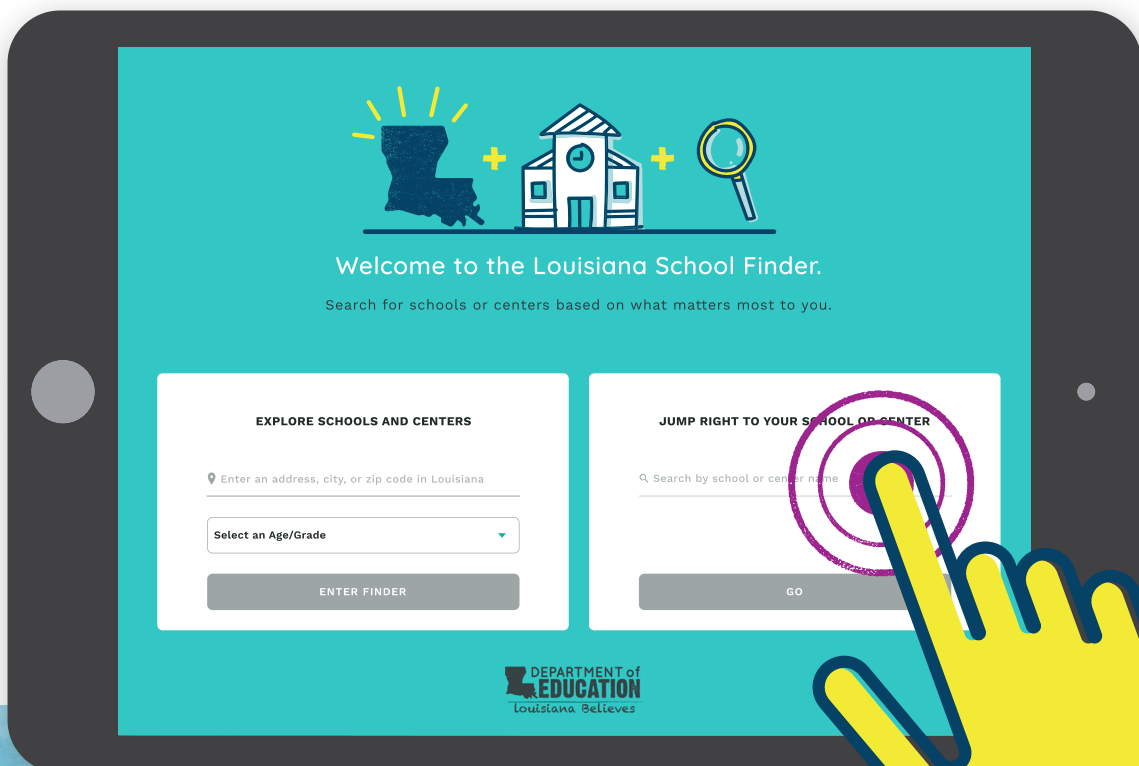 Welcome to the Louisiana School Finder.
Search for schools or centers based on what matters most to you.
EXPLORE SCHOOLS AND CENTERS
Enter an address, city, or zip code in Louisiana
Select an Age/Grade
ENTER FINDER
JUMP RIGHT TO YOUR SCHOOL OR CENTER
Search by school or center name
GO
DEPARTMENT of
EDUCATION
louisiana Believes